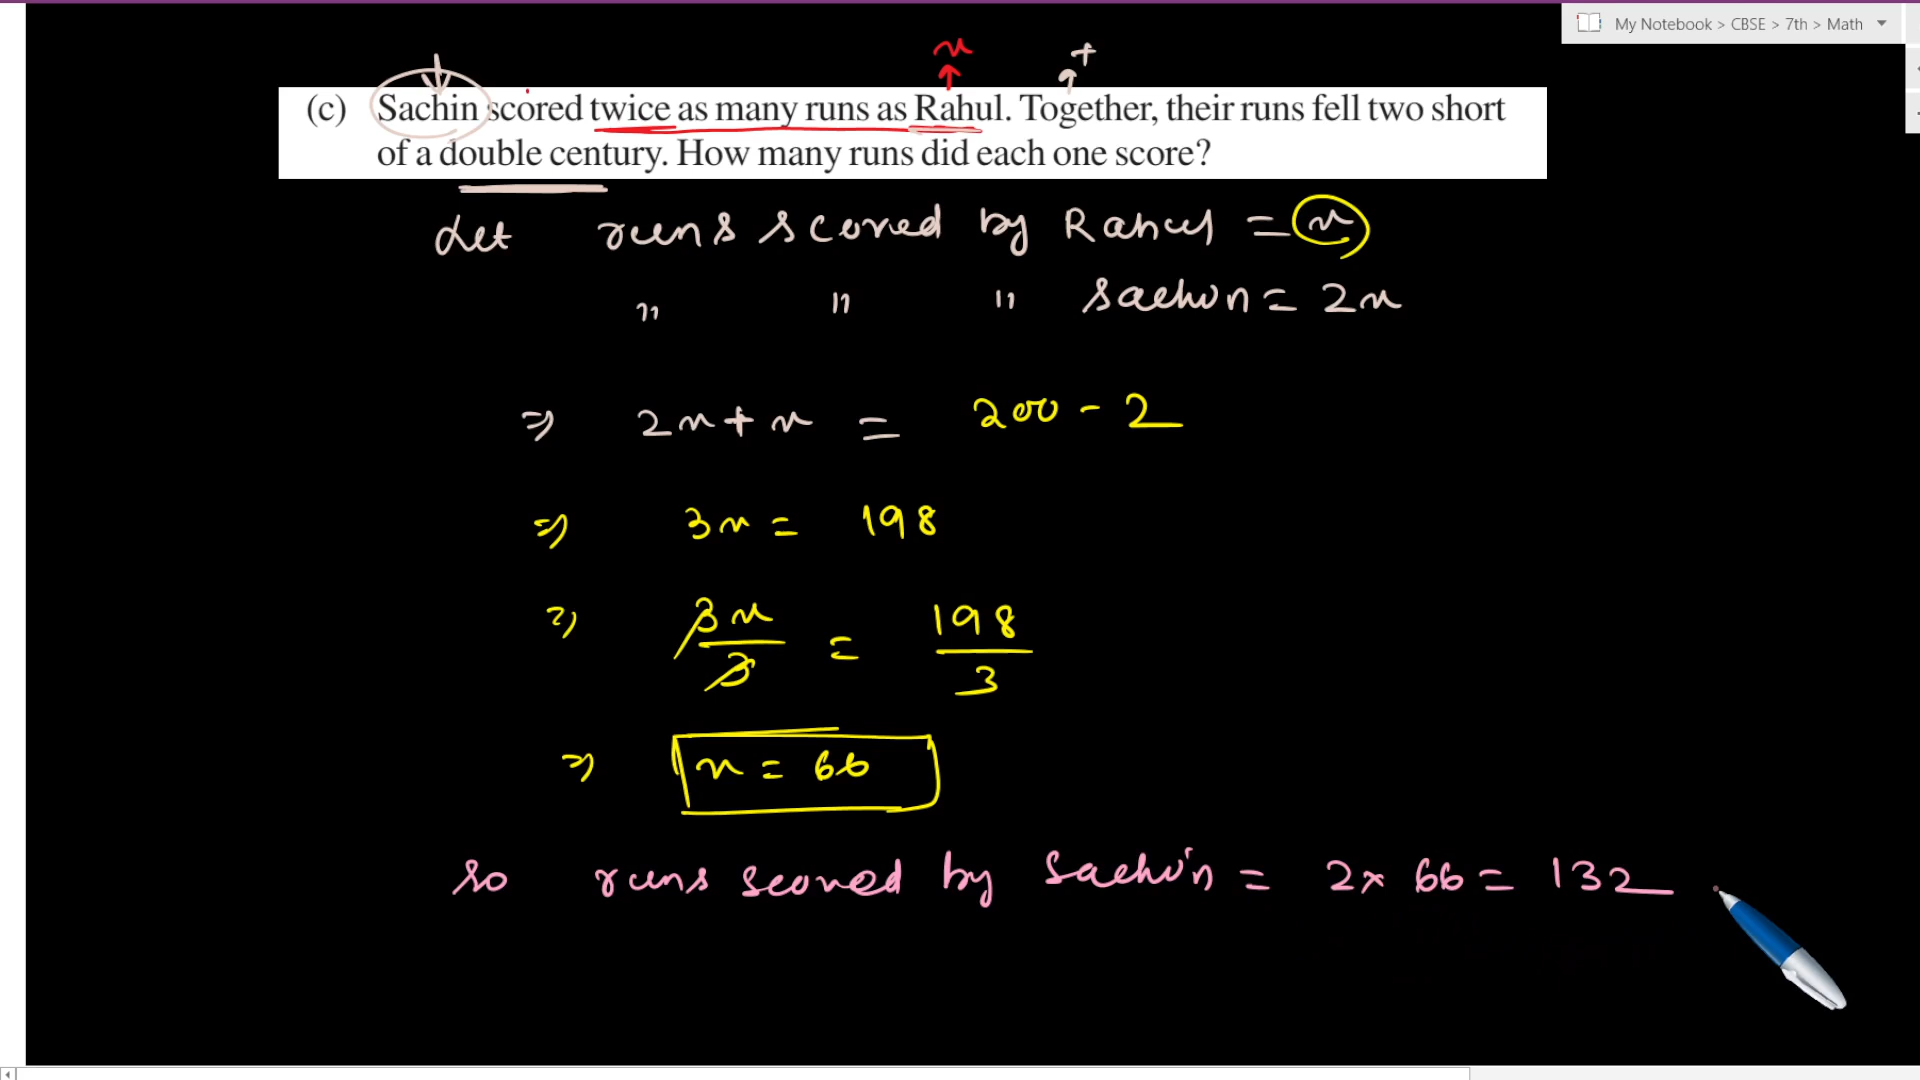 My Notebook > CBSE > 7th > Math
x +
(c) Sachin scored twice as many runs as Rahul. Together, their runs fell two short
of a double century. How many runs did each one score?
Let runs scored by Rahul = x
" " " Sachin = 2x
⇒ 2x + x = 200 - 2
⇒ 3x = 198
⇒ 3x/3 = 198/3
⇒ x = 66
So runs scored by Sachin = 2 × 66 = 132